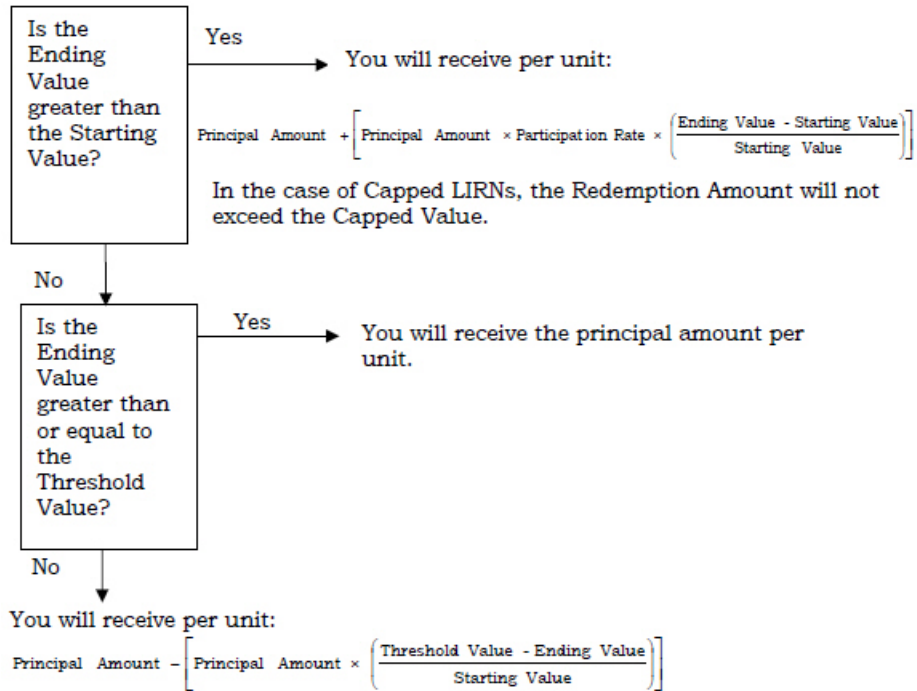 Is the
Ending
Value
greater than
the Starting
Value?
Yes
You will receive per unit:
Principal Amount + [Principal Amount × Participation Rate × (Ending Value - Starting Value / Starting Value)]
In the case of Capped LIRNs, the Redemption Amount will not
exceed the Capped Value.
No
Is the
Ending
Value
greater than
or equal to
the
Threshold
Value?
Yes
You will receive the principal amount per
unit.
No
You will receive per unit:
Principal Amount − [Principal Amount × (Threshold Value - Ending Value / Starting Value)]